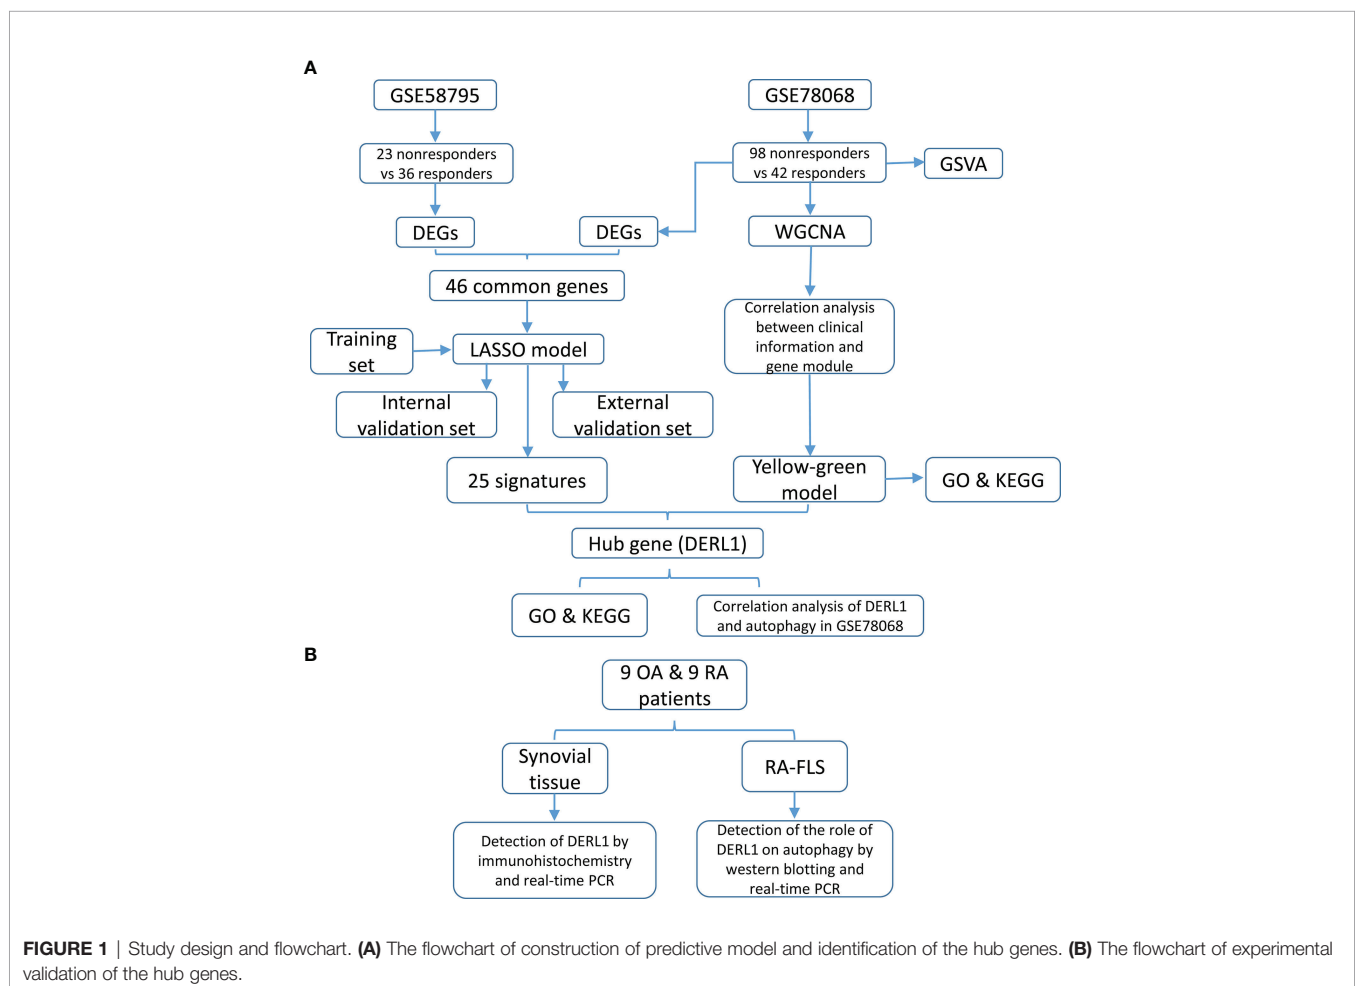 A
GSE58795
GSE78068
23 nonresponders
vs 36 responders
98 nonresponders
vs 42 responders
GSVA
DEGs
DEGs
WGCNA
46 common genes
Correlation analysis
between clinical
information and
gene module
Training
set
LASSO model
Internal
validation set
External
validation set
25 signatures
Yellow-green
model
GO & KEGG
Hub gene (DERL1)
GO & KEGG
Correlation analysis of DERL1
and autophagy in GSE78068
B
9 OA & 9 RA
patients
Synovial
tissue
RA-FLS
Detection of DERL1 by
immunohistochemistry
and real-time PCR
Detection of the role of
DERL1 on autophagy by
western blotting and
real-time PCR
FIGURE 1 | Study design and flowchart. (A) The flowchart of construction of predictive model and identification of the hub genes. (B) The flowchart of experimental
validation of the hub genes.